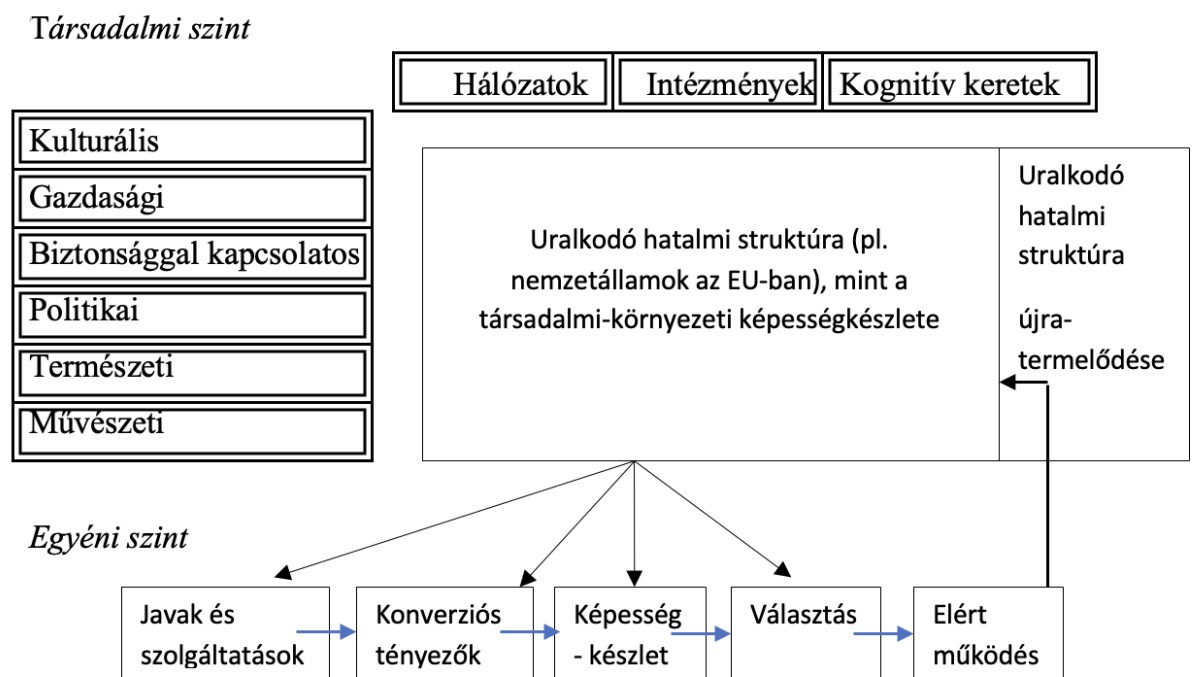 Társadalmi szint
Hálózatok Intézmények Kognitív keretek
Kulturális
Gazdasági
Biztonsággal kapcsolatos
Politikai
Természeti
Művészeti
Uralkodó hatalmi struktúra (pl.
nemzetállamok az EU-ban), mint a
társadalmi-környezeti képességkészlete
Uralkodó
hatalmi
struktúra
újra-
termelődése
Egyéni szint
Javak és
szolgáltatások
Konverziós
tényezők
Képesség
- készlet
Választás
Elért
működés